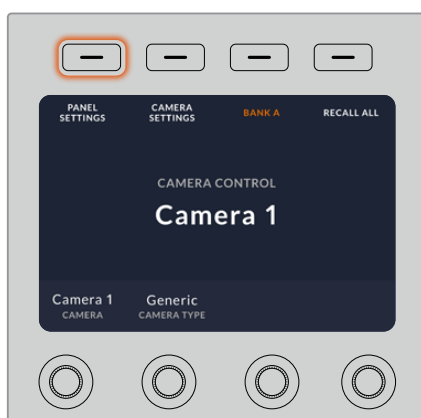 PANEL
SETTINGS
CAMERA
SETTINGS
BANK A
RECALL ALL
CAMERA CONTROL
Camera 1
Camera 1
CAMERA
Generic
CAMERA TYPE